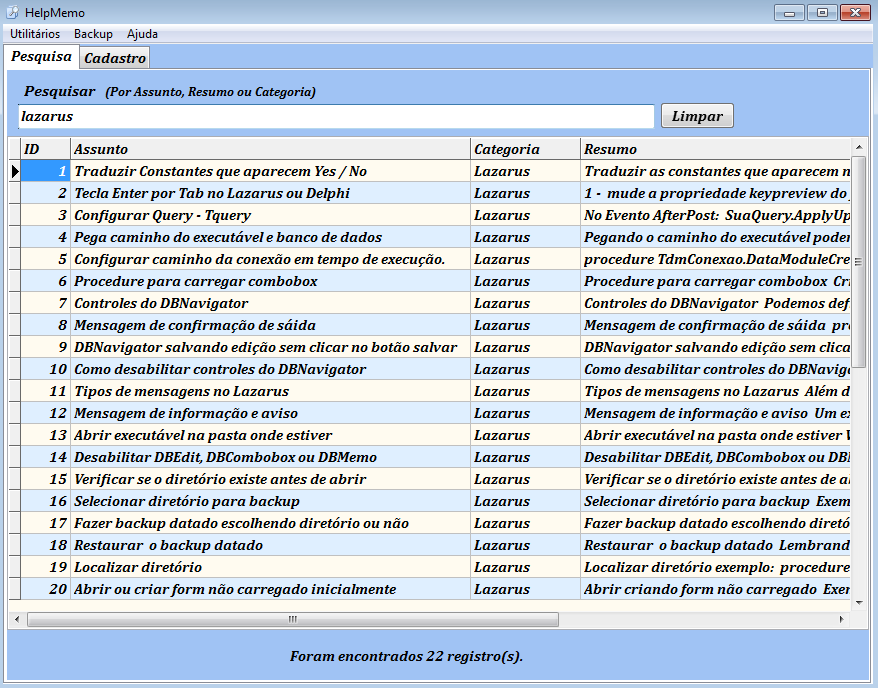 HelpMemo
Utilitários Backup Ajuda
Pesquisa Cadastro
Pesquisar (Por Assunto, Resumo ou Categoria)
lazarus Limpar
ID Assunto Categoria Resumo
1 Traduzir Constantes que aparecem Yes / No Lazarus Traduzir as constantes que aparecem
2 Tecla Enter por Tab no Lazarus ou Delphi Lazarus 1 - mude a propriedade keypreview do
3 Configurar Query - Tquery Lazarus No Evento AfterPost: SuaQuery.ApplyUp
4 Pega caminho do executável e banco de dados Lazarus Pegando o caminho do executável poder
5 Configurar caminho da conexão em tempo de execução. Lazarus procedure TdmConexao.DataModuleCre
6 Procedure para carregar combobox Lazarus Procedure para carregar combobox Cr
7 Controles do DBNavigator Lazarus Controles do DBNavigator Podemos def
8 Mensagem de confirmação de sáida Lazarus Mensagem de confirmação de sáida pr
9 DBNavigator salvando edição sem clicar no botão salvar Lazarus DBNavigator salvando edição sem clica
10 Como desabilitar controles do DBNavigator Lazarus Como desabilitar controles do DBNaviga
11 Tipos de mensagens no Lazarus Lazarus Tipos de mensagens no Lazarus Além d
12 Mensagem de informação e aviso Lazarus Mensagem de informação e aviso Um ex
13 Abrir executável na pasta onde estiver Lazarus Abrir executável na pasta onde estiver
14 Desabilitar DBEdit, DBCombobox ou DBMemo Lazarus Desabilitar DBEdit, DBCombobox ou DB
15 Verificar se o diretório existe antes de abrir Lazarus Verificar se o diretório existe antes de a
16 Selecionar diretório para backup Lazarus Selecionar diretório para backup Exem
17 Fazer backup datado escolhendo diretório ou não Lazarus Fazer backup datado escolhendo diretó
18 Restaurar o backup datado Lazarus Restaurar o backup datado Lembrand
19 Localizar diretório Lazarus Localizar diretório exemplo: procedure
20 Abrir ou criar form não carregado inicialmente Lazarus Abrir criando form não carregado Exe
Foram encontrados 22 registro(s).